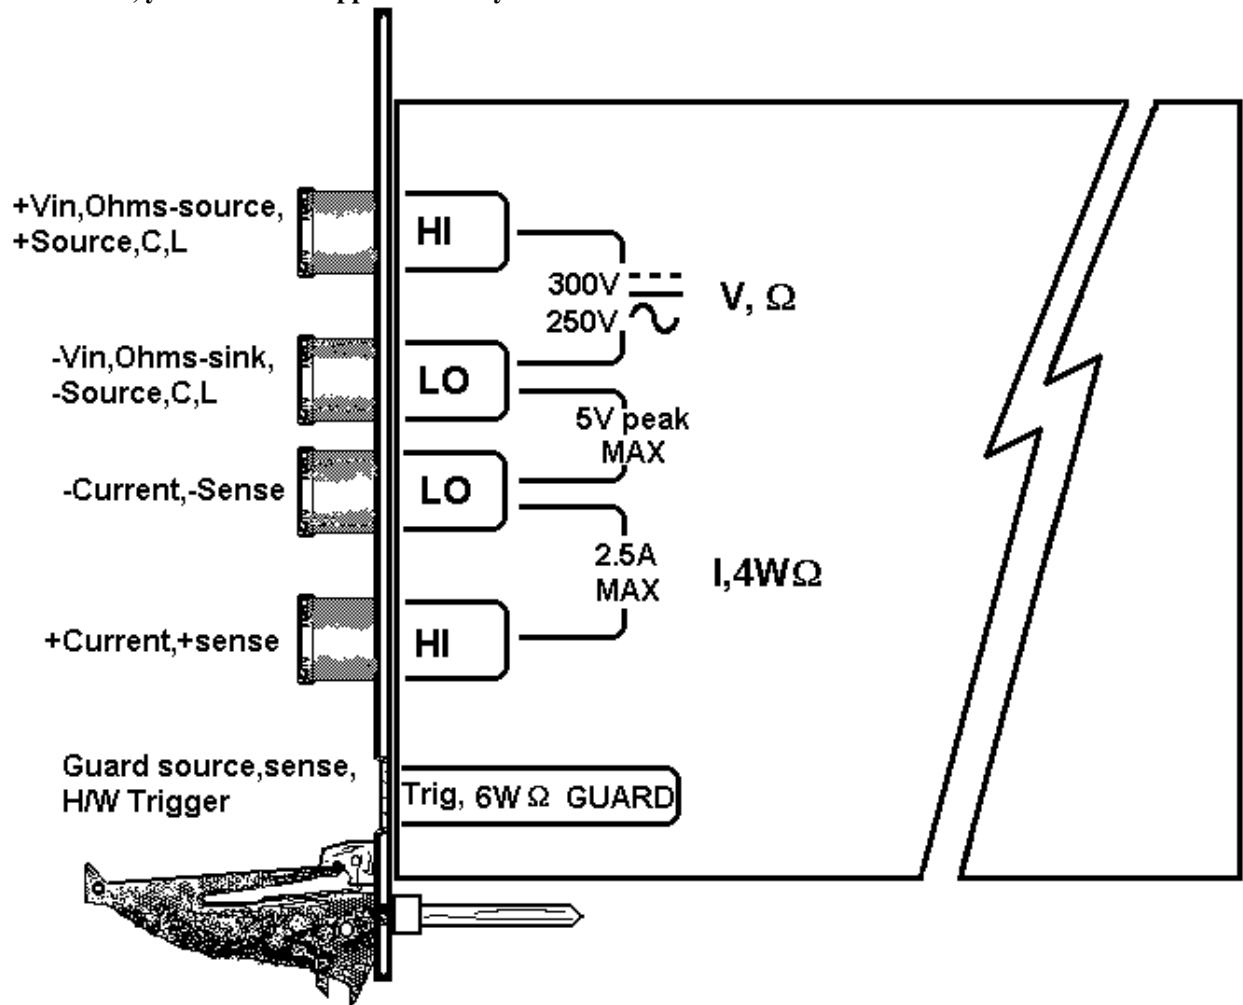 +Vin,Ohms-source,
+Source,C,L
HI
300V
250V
V, Ω
-Vin,Ohms-sink,
-Source,C,L
LO
5V peak
MAX
-Current,-Sense
LO
2.5A
MAX
I,4WΩ
+Current,+sense
HI
Guard source,sense,
H/W Trigger
Trig, 6W Ω GUARD